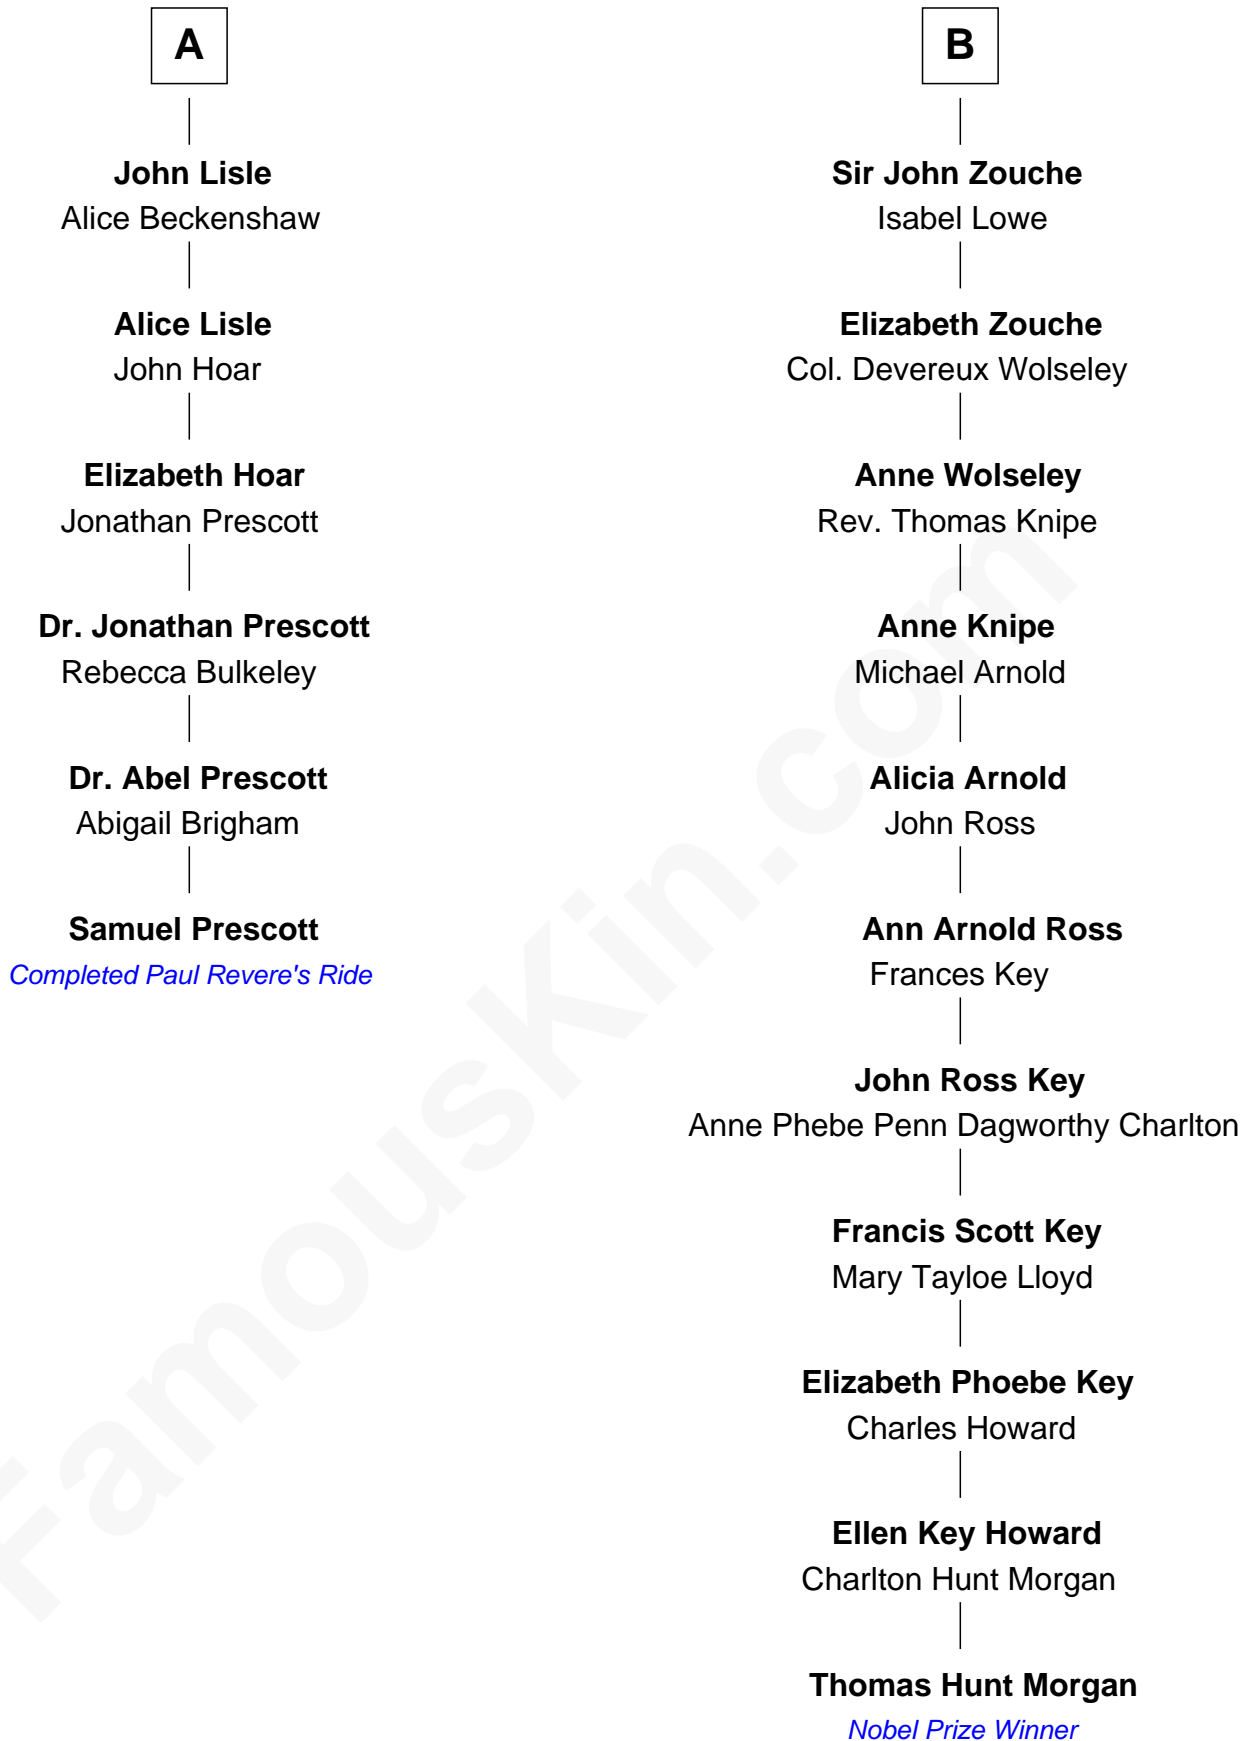 A
John Lisle
Alice Beckenshaw
Alice Lisle
John Hoar
Elizabeth Hoar
Jonathan Prescott
Dr. Jonathan Prescott
Rebecca Bulkeley
Dr. Abel Prescott
Abigail Brigham
Samuel Prescott
Completed Paul Revere's Ride
B
Sir John Zouche
Isabel Lowe
Elizabeth Zouche
Col. Devereux Wolseley
Anne Wolseley
Rev. Thomas Knipe
Anne Knipe
Michael Arnold
Alicia Arnold
John Ross
Ann Arnold Ross
Frances Key
John Ross Key
Anne Phebe Penn Dagworthy Charlton
Francis Scott Key
Mary Tayloe Lloyd
Elizabeth Phoebe Key
Charles Howard
Ellen Key Howard
Charlton Hunt Morgan
Thomas Hunt Morgan
Nobel Prize Winner
FamousKin.com